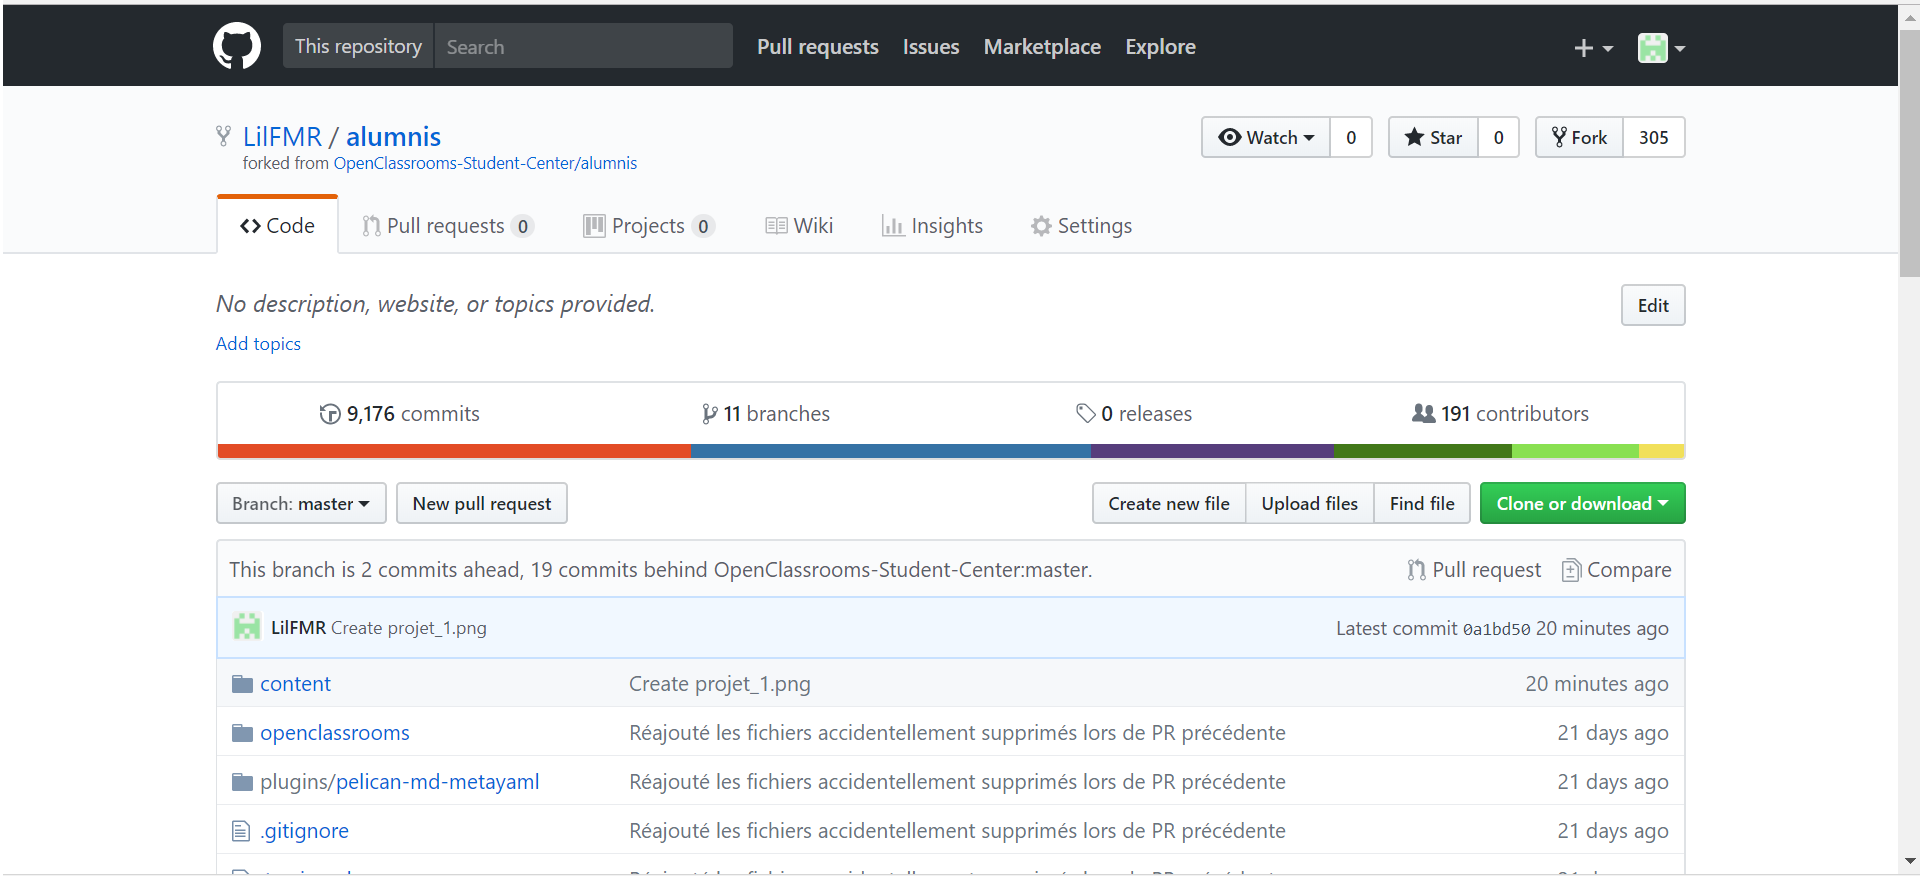 This repository Search Pull requests Issues Marketplace Explore
LilFMR / alumnis
forked from OpenClassrooms-Student-Center/alumnis
Watch 0 Star 0 Fork 305
Code Pull requests 0 Projects 0 Wiki Insights Settings
No description, website, or topics provided.
Edit
Add topics
9,176 commits 11 branches 0 releases 191 contributors
Branch: master New pull request Create new file Upload files Find file Clone or download
This branch is 2 commits ahead, 19 commits behind OpenClassrooms-Student-Center:master. Pull request Compare
LilFMR Create projet_1.png Latest commit 0a1bd50 20 minutes ago
content Create projet_1.png 20 minutes ago
openclassrooms Réajouté les fichiers accidentellement supprimés lors de PR précédente 21 days ago
plugins/pelican-md-metayaml Réajouté les fichiers accidentellement supprimés lors de PR précédente 21 days ago
.gitignore Réajouté les fichiers accidentellement supprimés lors de PR précédente 21 days ago